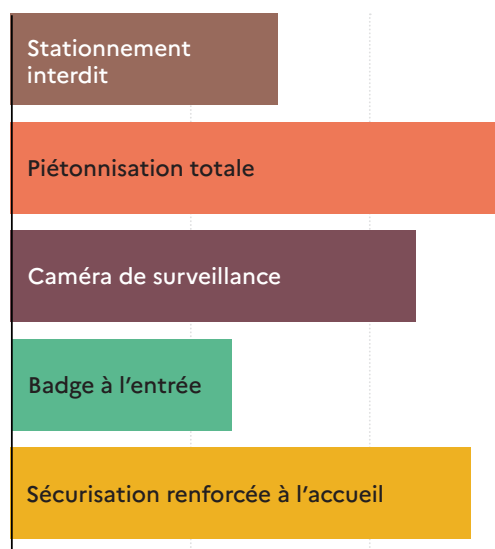 Stationnement
interdit
Piétonnisation totale
Caméra de surveillance
Badge à l’entrée
Sécurisation renforcée à l’accueil